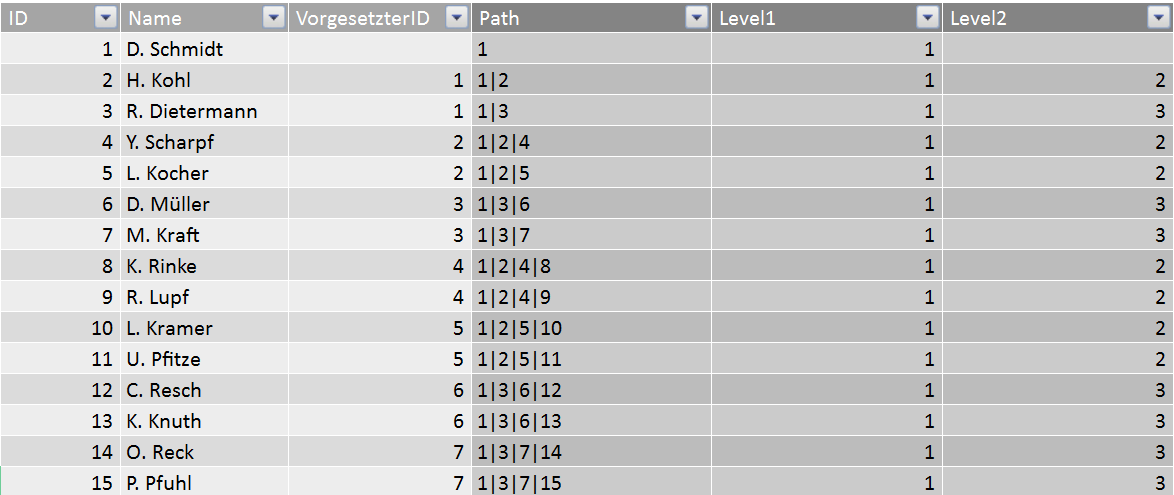 ID Name VorgesetzterID Path Level1 Level2
1 D. Schmidt 1 1
2 H. Kohl 1 1|2 1 2
3 R. Dietermann 1 1|3 1 3
4 Y. Scharpf 2 1|2|4 1 2
5 L. Kocher 2 1|2|5 1 2
6 D. Müller 3 1|3|6 1 3
7 M. Kraft 3 1|3|7 1 3
8 K. Rinke 4 1|2|4|8 1 2
9 R. Lupf 4 1|2|4|9 1 2
10 L. Kramer 5 1|2|5|10 1 2
11 U. Pfitze 5 1|2|5|11 1 2
12 C. Resch 6 1|3|6|12 1 3
13 K. Knuth 6 1|3|6|13 1 3
14 O. Reck 7 1|3|7|14 1 3
15 P. Pfuhl 7 1|3|7|15 1 3